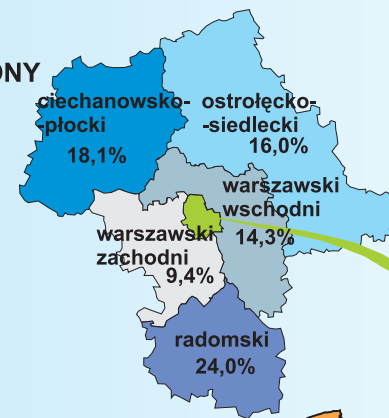 ciechanowsko-
-płocki
18,1%
ostrołęcko-
-siedlecki
16,0%
warszawski
wschodni
14,3%
warszawski
zachodni
9,4%
radomski
24,0%